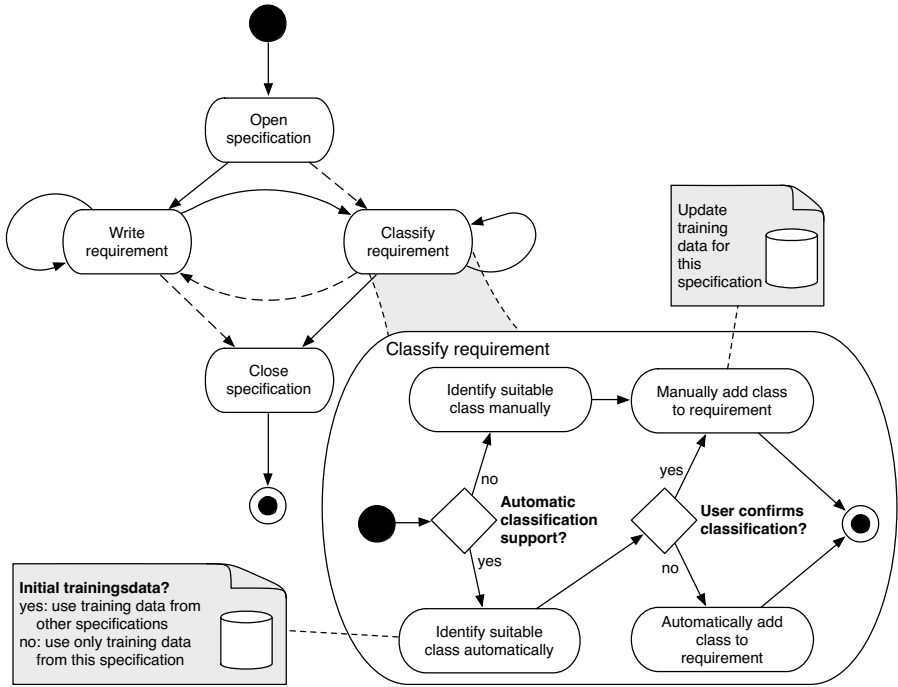 Open
specification
Write
requirement
Classify
requirement
Update
training
data for
this
specification
Close
specification
Classify requirement
Identify suitable
class manually
Manually add class
to requirement
no
yes
Automatic
classification
support?
User confirms
classification?
yes
no
Initial trainingsdata?
yes: use training data from
other specifications
no: use only training data
from this specification
Identify suitable
class automatically
Automatically add
class to
requirement